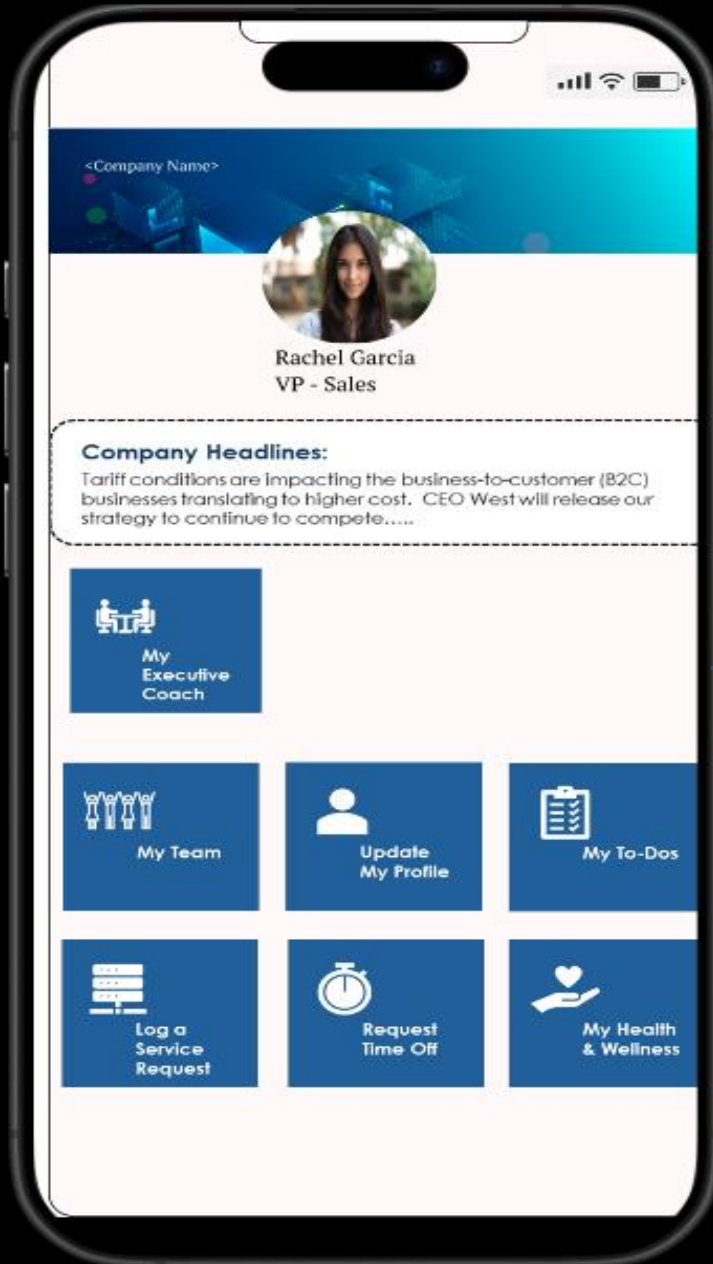 <Company Name>
Rachel Garcia
VP - Sales
Company Headlines:
Tariff conditions are impacting the business-to-customer (B2C)
businesses translating to higher cost.  CEO West will release our
strategy to continue to compete.....
My
Executive
Coach
My Team
Update
My Profile
My To-Dos
Log a
Service
Request
Request
Time Off
My Health
& Wellness